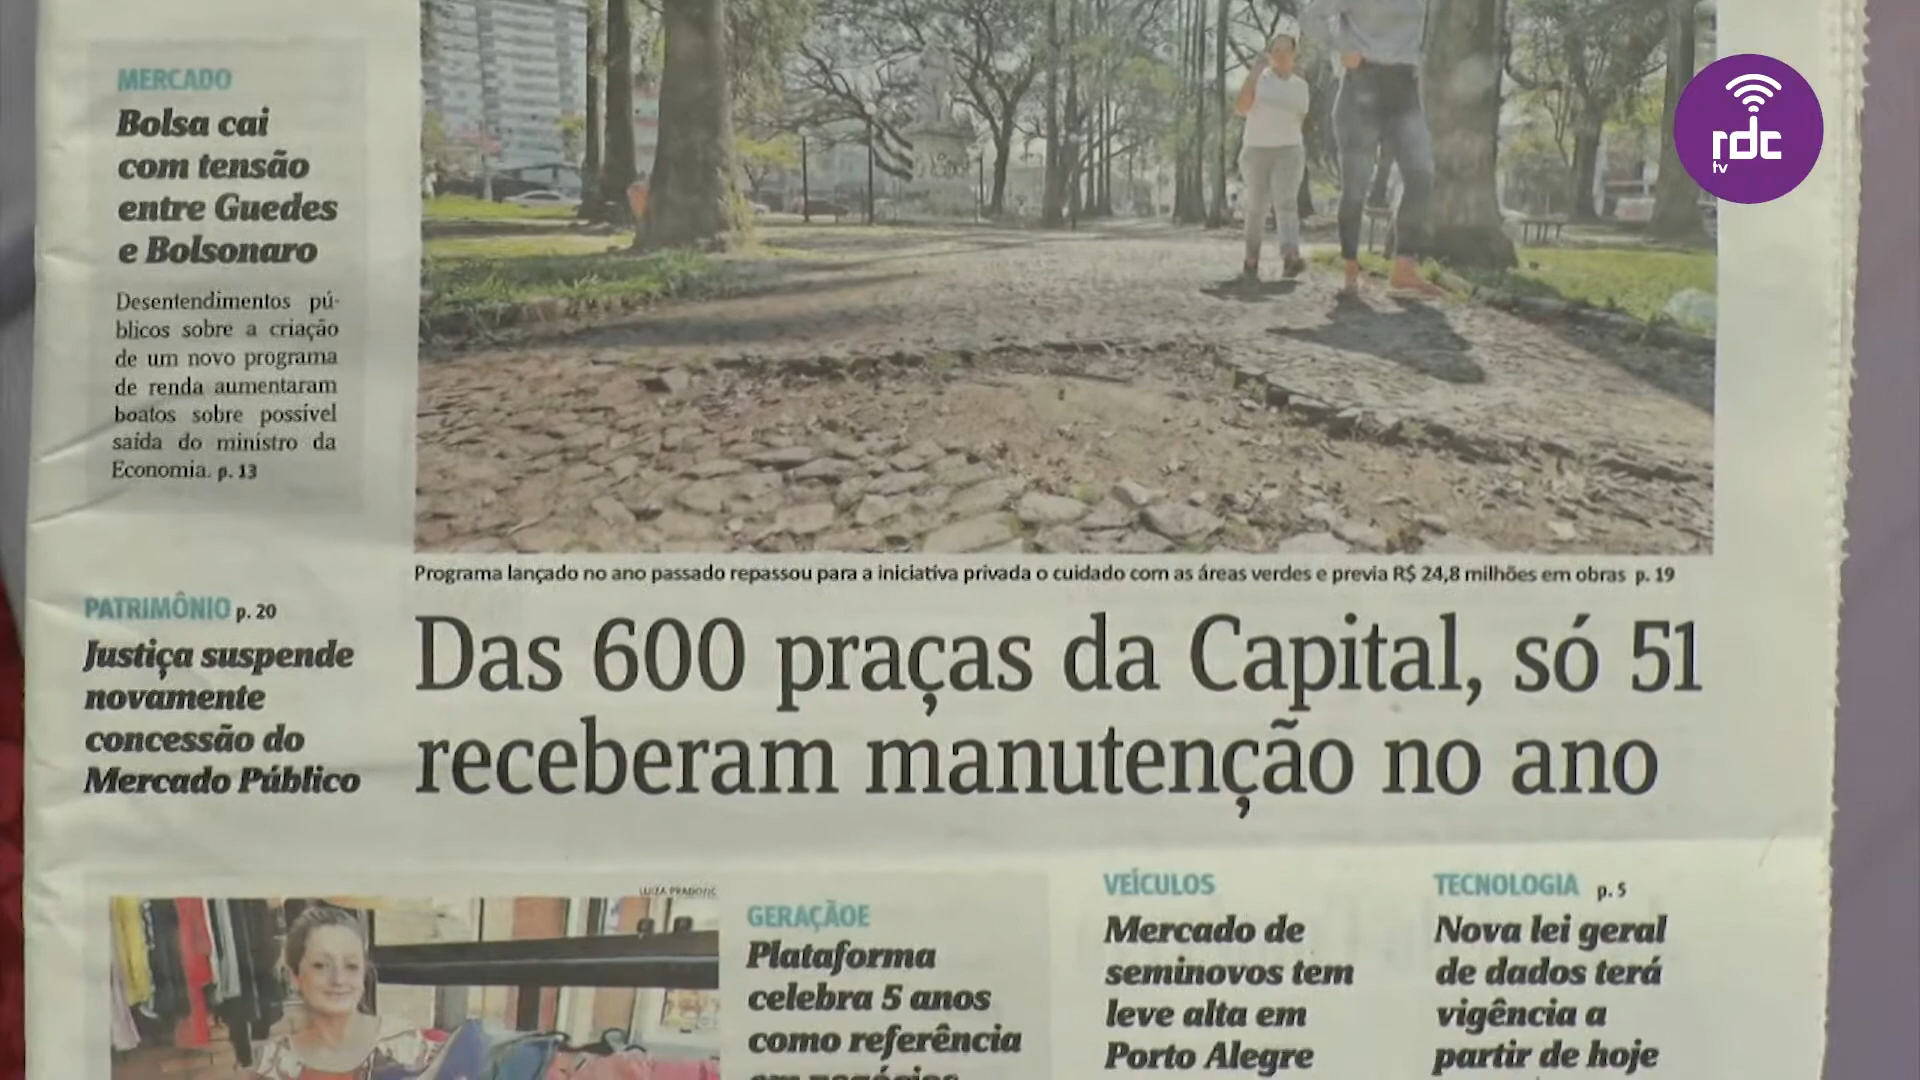 MERCADO
Bolsa cai
com tensão
entre Guedes
e Bolsonaro
Desentendimentos pú-
blicos sobre a criação
de um novo programa
de renda aumentaram
boatos sobre possível
saída do ministro da
Economia. p. 13
rdc
tv
Programa lançado no ano passado repassou para a iniciativa privada o cuidado com as áreas verdes e previa R$ 24,8 milhões em obras p. 19
PATRIMÔNIO p. 20
Justiça suspende
novamente
concessão do
Mercado Público
Das 600 praças da Capital, só 51
receberam manutenção no ano
LUIZA PRADO/JC
GERAÇÃOE
Plataforma
celebra 5 anos
como referência
em negócios
VEÍCULOS
Mercado de
seminovos tem
leve alta em
Porto Alegre
TECNOLOGIA p. 5
Nova lei geral
de dados terá
vigência a
partir de hoje